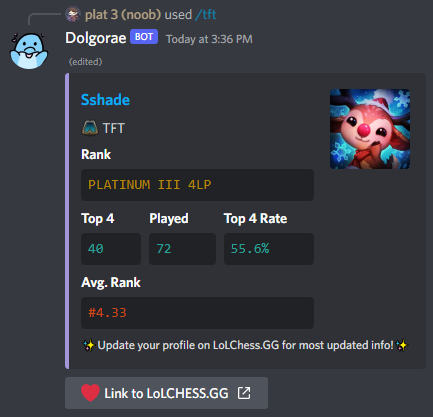 plat 3 (noob) used /tft
Dolgorae BOT Today at 3:36 PM
(edited)
Sshade
TFT
Rank
PLATINUM III 4LP
Top 4 Played Top 4 Rate
40 72 55.6%
Avg. Rank
#4.33
✨ Update your profile on LoLChess.GG for most updated info! ✨
❤️ Link to LoLCHESS.GG